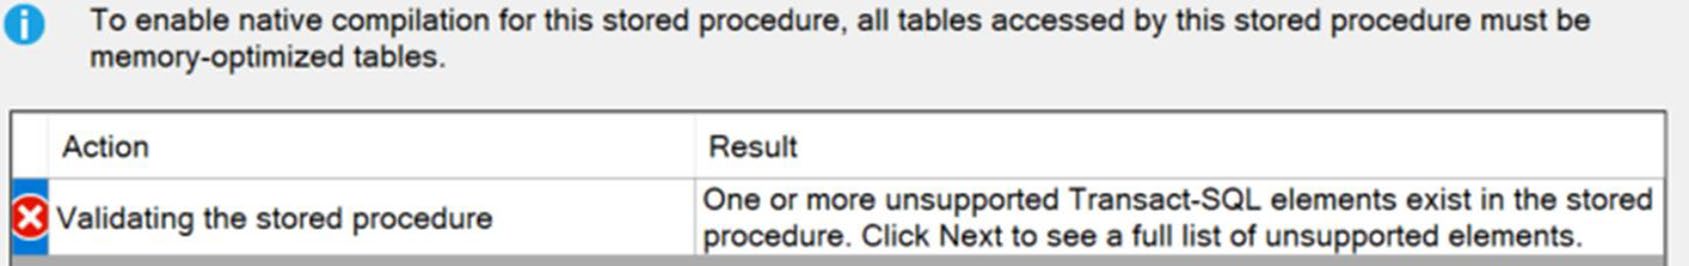 To enable native compilation for this stored procedure, all tables accessed by this stored procedure must be
memory-optimized tables.
Action
Result
Validating the stored procedure
One or more unsupported Transact-SQL elements exist in the stored
procedure. Click Next to see a full list of unsupported elements.